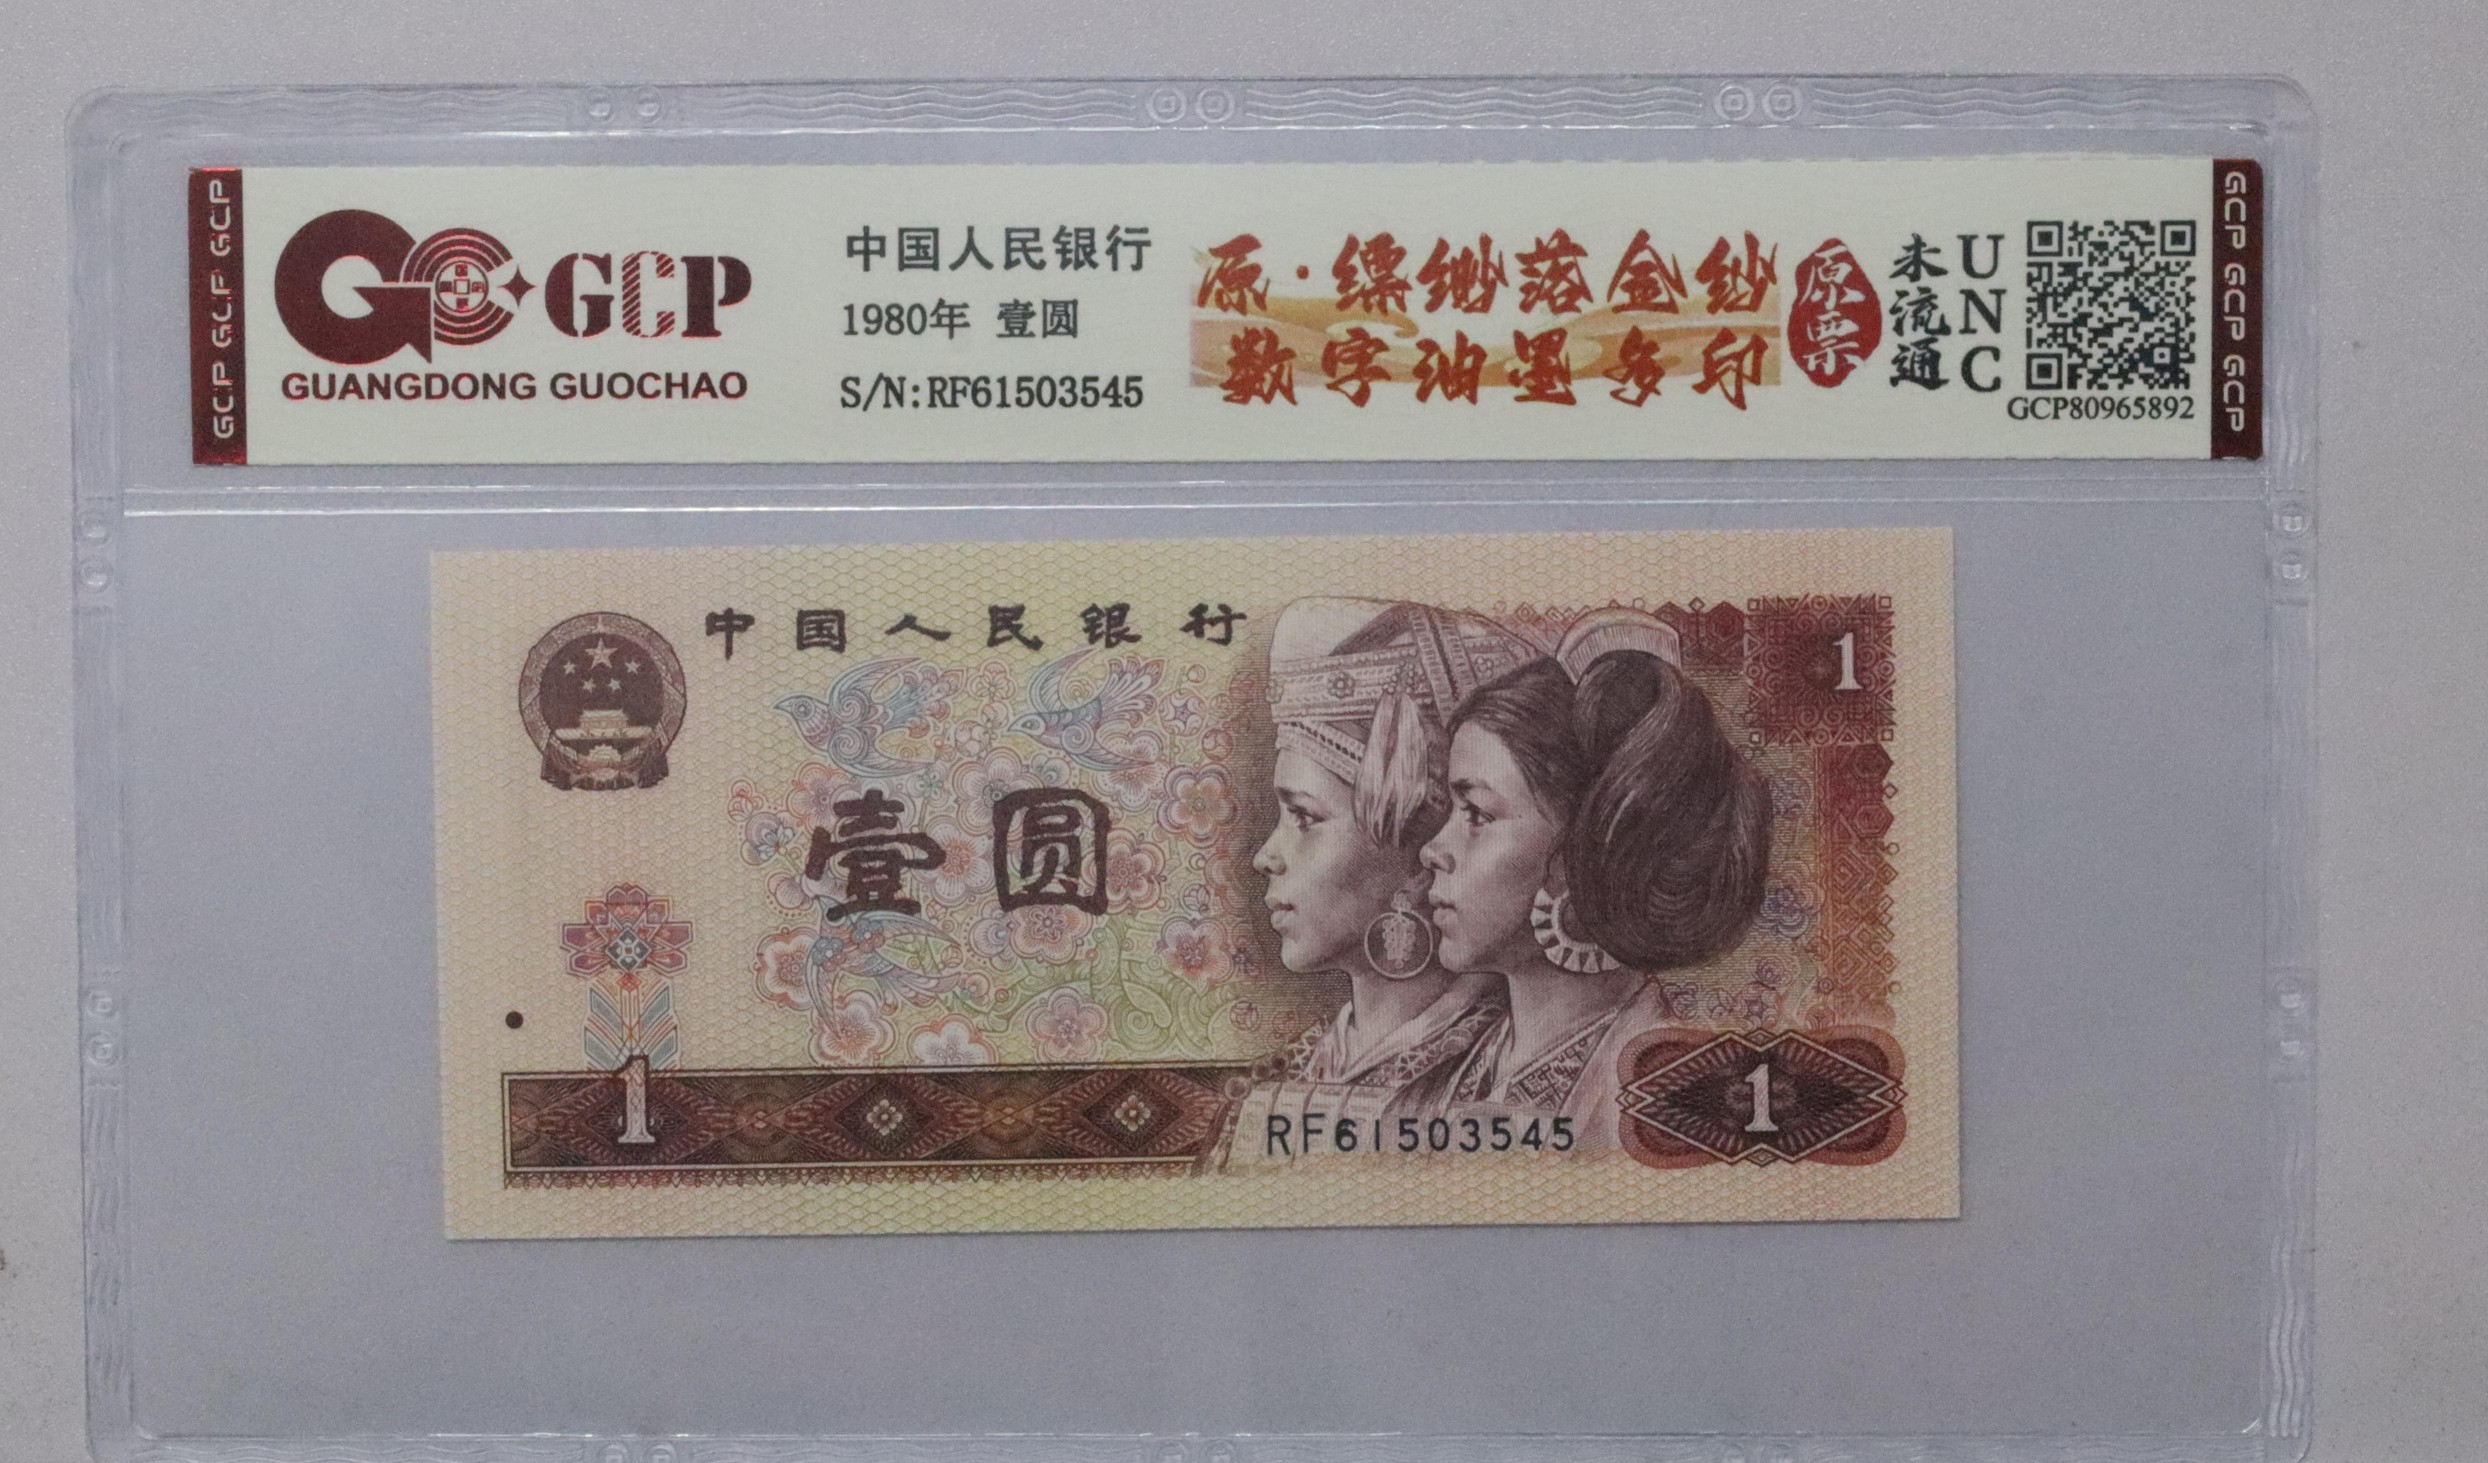 GCP GCP GCP
GCP
GUANGDONG GUOCHAO
中国人民银行
1980年 壹圆
S/N:RF61503545
原·缥缈落金纱
数字油墨多印
原票
未流通
UNC
GCP80965892
GCP GCP GCP
中国人民银行
1
壹圆
1
RF61503545
1